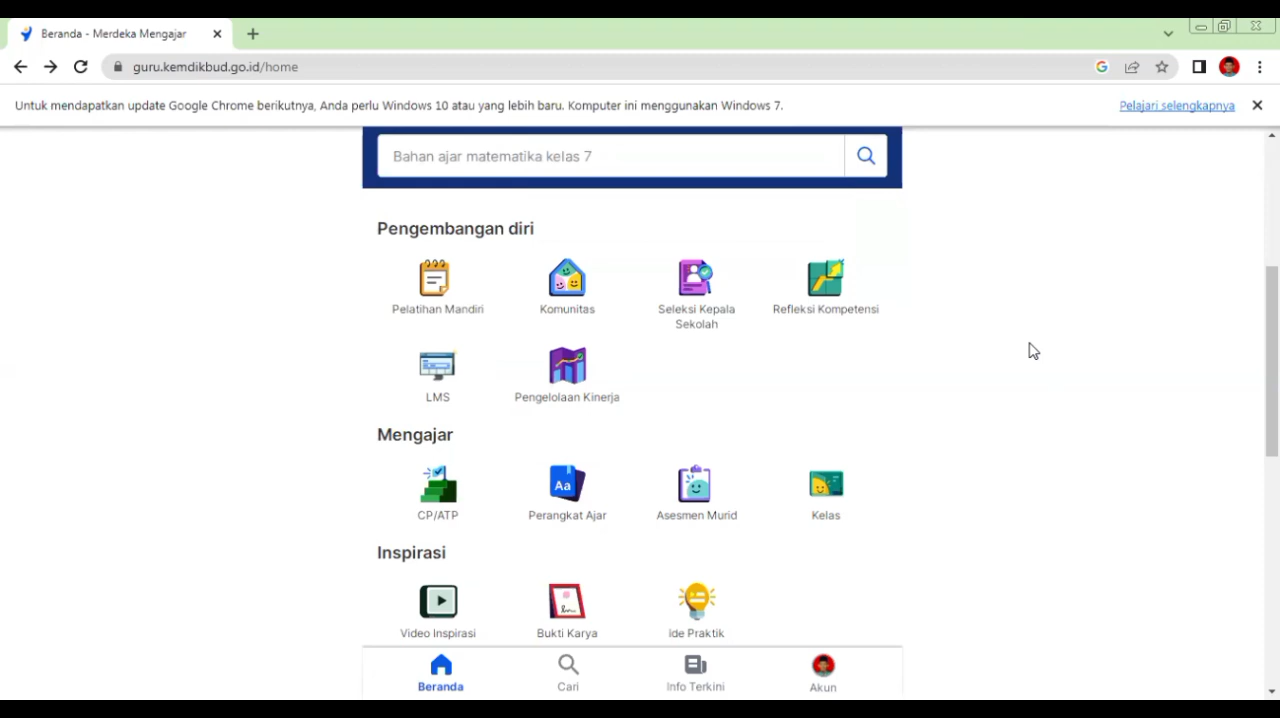 Beranda - Merdeka Mengajar
guru.kemdikbud.go.id/home
Untuk mendapatkan update Google Chrome berikutnya, Anda perlu Windows 10 atau yang lebih baru. Komputer ini menggunakan Windows 7.
Pelajari selengkapnya
Bahan ajar matematika kelas 7
Pengembangan diri
Pelatihan Mandiri
Komunitas
Seleksi Kepala
Sekolah
Refleksi Kompetensi
LMS
Pengelolaan Kinerja
Mengajar
CP/ATP
Aa
Perangkat Ajar
Asesmen Murid
Kelas
Inspirasi
Video Inspirasi
Bukti Karya
Ide Praktik
Beranda
Cari
Info Terkini
Akun